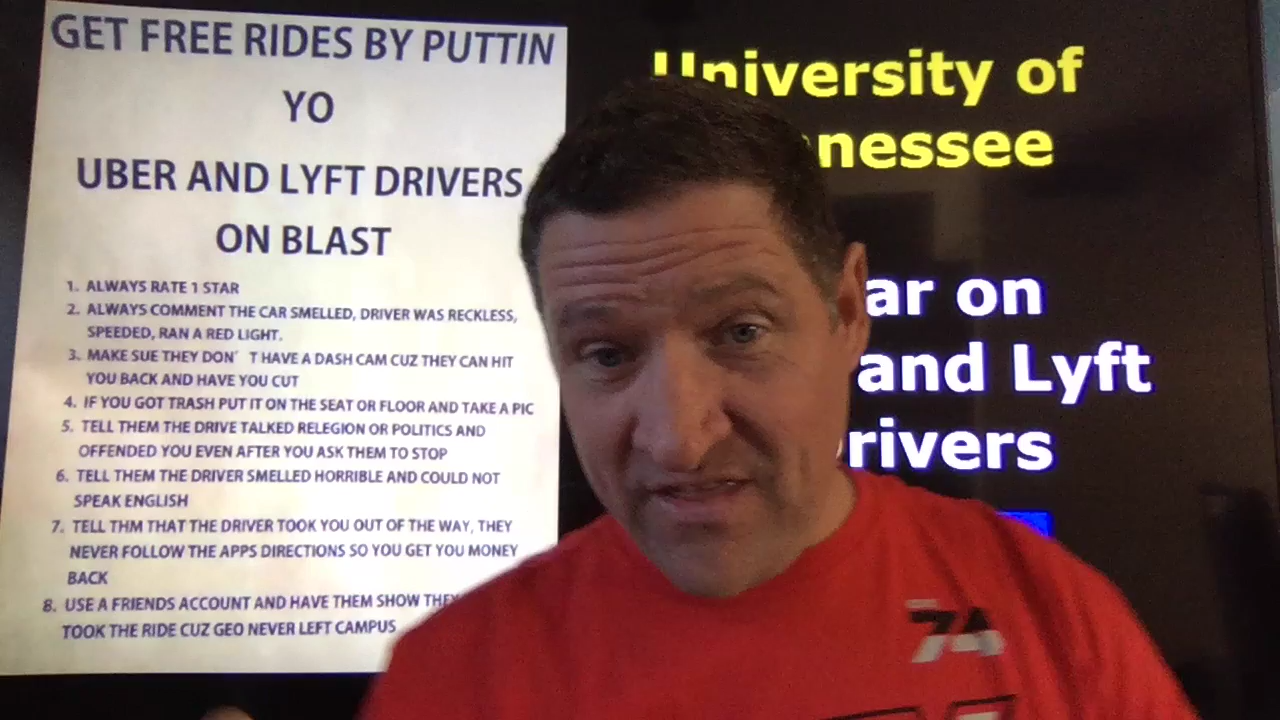 GET FREE RIDES BY PUTTIN
YO
UBER AND LYFT DRIVERS
ON BLAST
1. ALWAYS RATE 1 STAR
2. ALWAYS COMMENT THE CAR SMELLED, DRIVER WAS RECKLESS,
SPEEDED, RAN A RED LIGHT.
3. MAKE SUE THEY DON´ T HAVE A DASH CAM CUZ THEY CAN HIT
YOU BACK AND HAVE YOU CUT
4. IF YOU GOT TRASH PUT IT ON THE SEAT OR FLOOR AND TAKE A PIC
5. TELL THEM THE DRIVE TALKED RELEGION OR POLITICS AND
OFFENDED YOU EVEN AFTER YOU ASK THEM TO STOP
6. TELL THEM THE DRIVER SMELLED HORRIBLE AND COULD NOT
SPEAK ENGLISH
7. TELL THM THAT THE DRIVER TOOK YOU OUT OF THE WAY, THEY
NEVER FOLLOW THE APPS DIRECTIONS SO YOU GET YOU MONEY
BACK
8. USE A FRIENDS ACCOUNT AND HAVE THEM SHOW THEY
TOOK THE RIDE CUZ GEO NEVER LEFT CAMPUS
University of
nessee
ar on
and Lyft
rivers
74